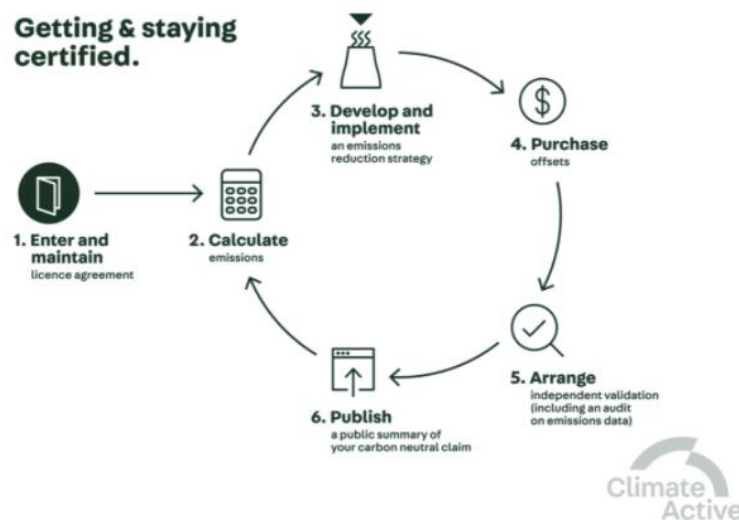 Getting & staying
certified.
1. Enter and
maintain
licence agreement
2. Calculate
emissions
3. Develop and
implement
an emissions
reduction strategy
$
4. Purchase
offsets
5. Arrange
independent validation
(including an audit
on emissions data)
6. Publish
a public summary of
your carbon neutral claim
Climate
Active